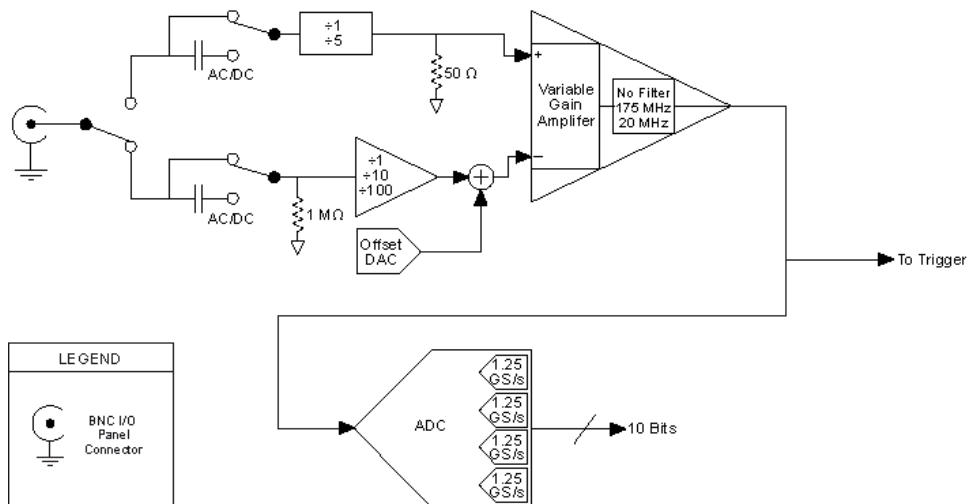 ÷1
÷5
AC/DC
50 Ω
+
Variable
Gain
Amplifer
No Filter
175 MHz
20 MHz
−
÷1
÷10
÷100
+
AC/DC
1 MΩ
Offset
DAC
To Trigger
LEGEND
BNC I/O
Panel
Connector
ADC
1.25
GS/s
1.25
GS/s
1.25
GS/s
1.25
GS/s
10 Bits